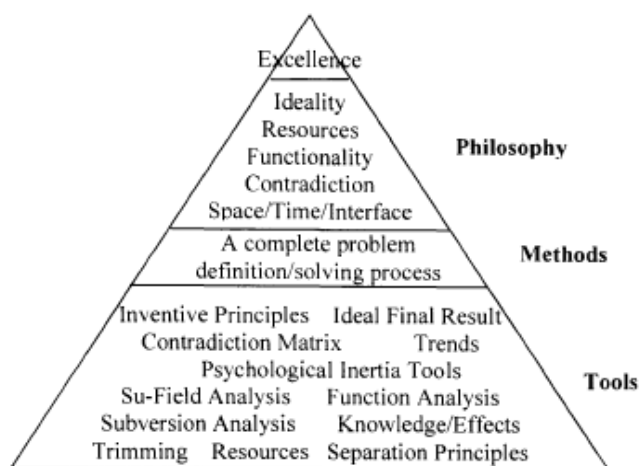 Excellence
Ideality
Resources
Functionality
Contradiction
Space/Time/Interface
Philosophy
A complete problem
definition/solving process
Methods
Inventive Principles Ideal Final Result
Contradiction Matrix Trends
Psychological Inertia Tools
Su-Field Analysis Function Analysis
Subversion Analysis Knowledge/Effects
Trimming Resources Separation Principles
Tools